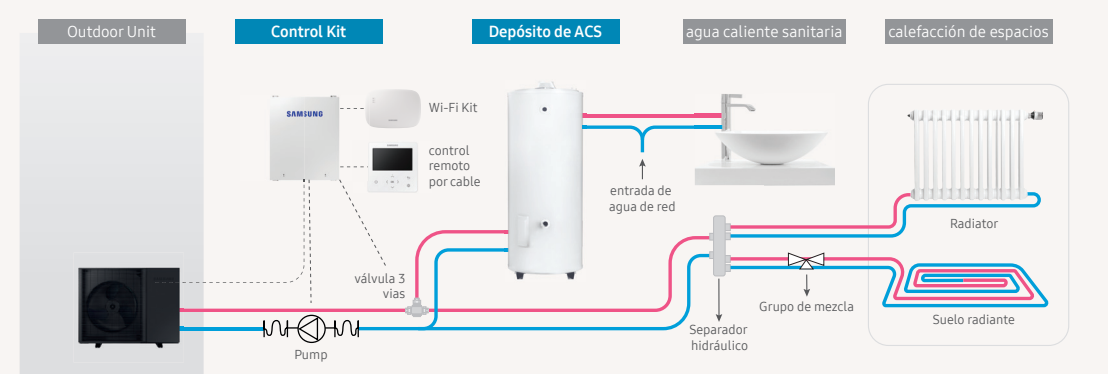 Outdoor Unit
Control Kit
Depósito de ACS
agua caliente sanitaria
calefacción de espacios
SAMSUNG
Wi-Fi Kit
control
remoto
por cable
entrada de
agua de red
Radiator
válvula 3
vias
Grupo de mezcla
Suelo radiante
Separador
hidráulico
Pump